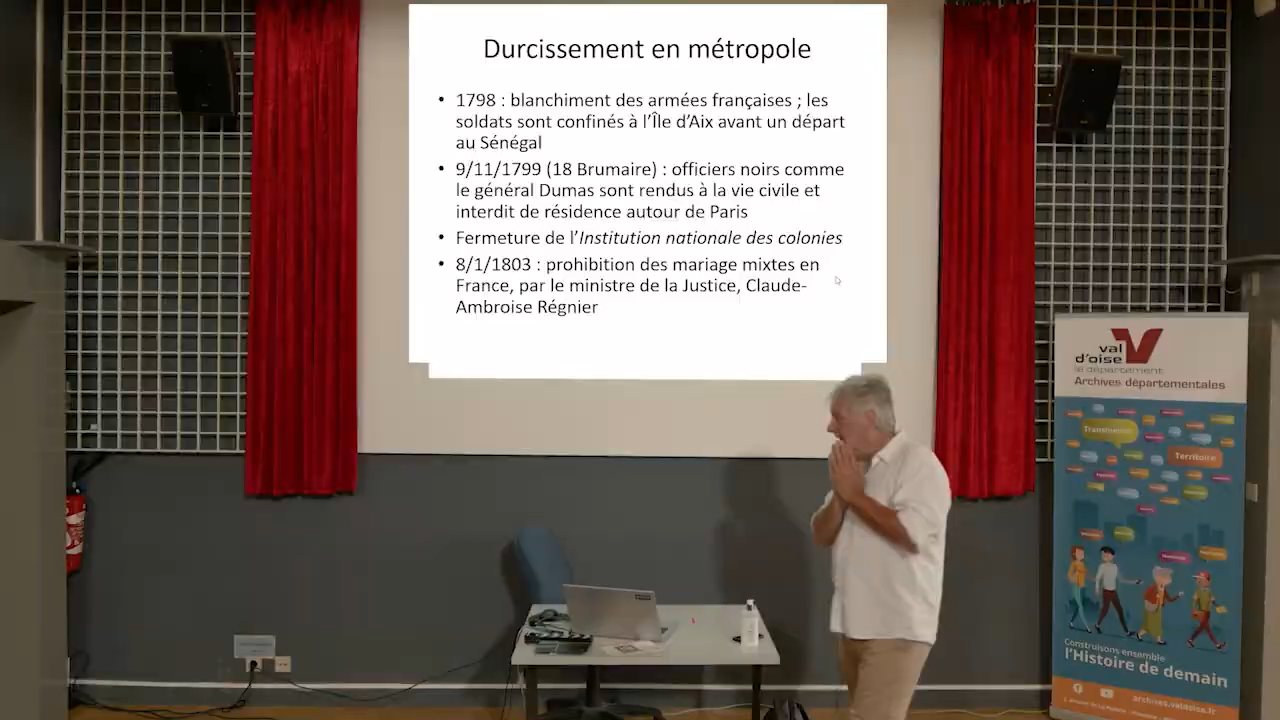 Durcissement en métropole
• 1798 : blanchiment des armées françaises ; les
soldats sont confinés à l'Île d'Aix avant un départ
au Sénégal
• 9/11/1799 (18 Brumaire) : officiers noirs comme
le général Dumas sont rendus à la vie civile et
interdit de résidence autour de Paris
• Fermeture de l'Institution nationale des colonies
• 8/1/1803 : prohibition des mariage mixtes en
France, par le ministre de la Justice, Claude-
Ambroise Régnier
val
d'oise
le département
Archives départementales
Transmettre
Territoire
Construisons ensemble
l'Histoire de demain
archives.valdoise.fr